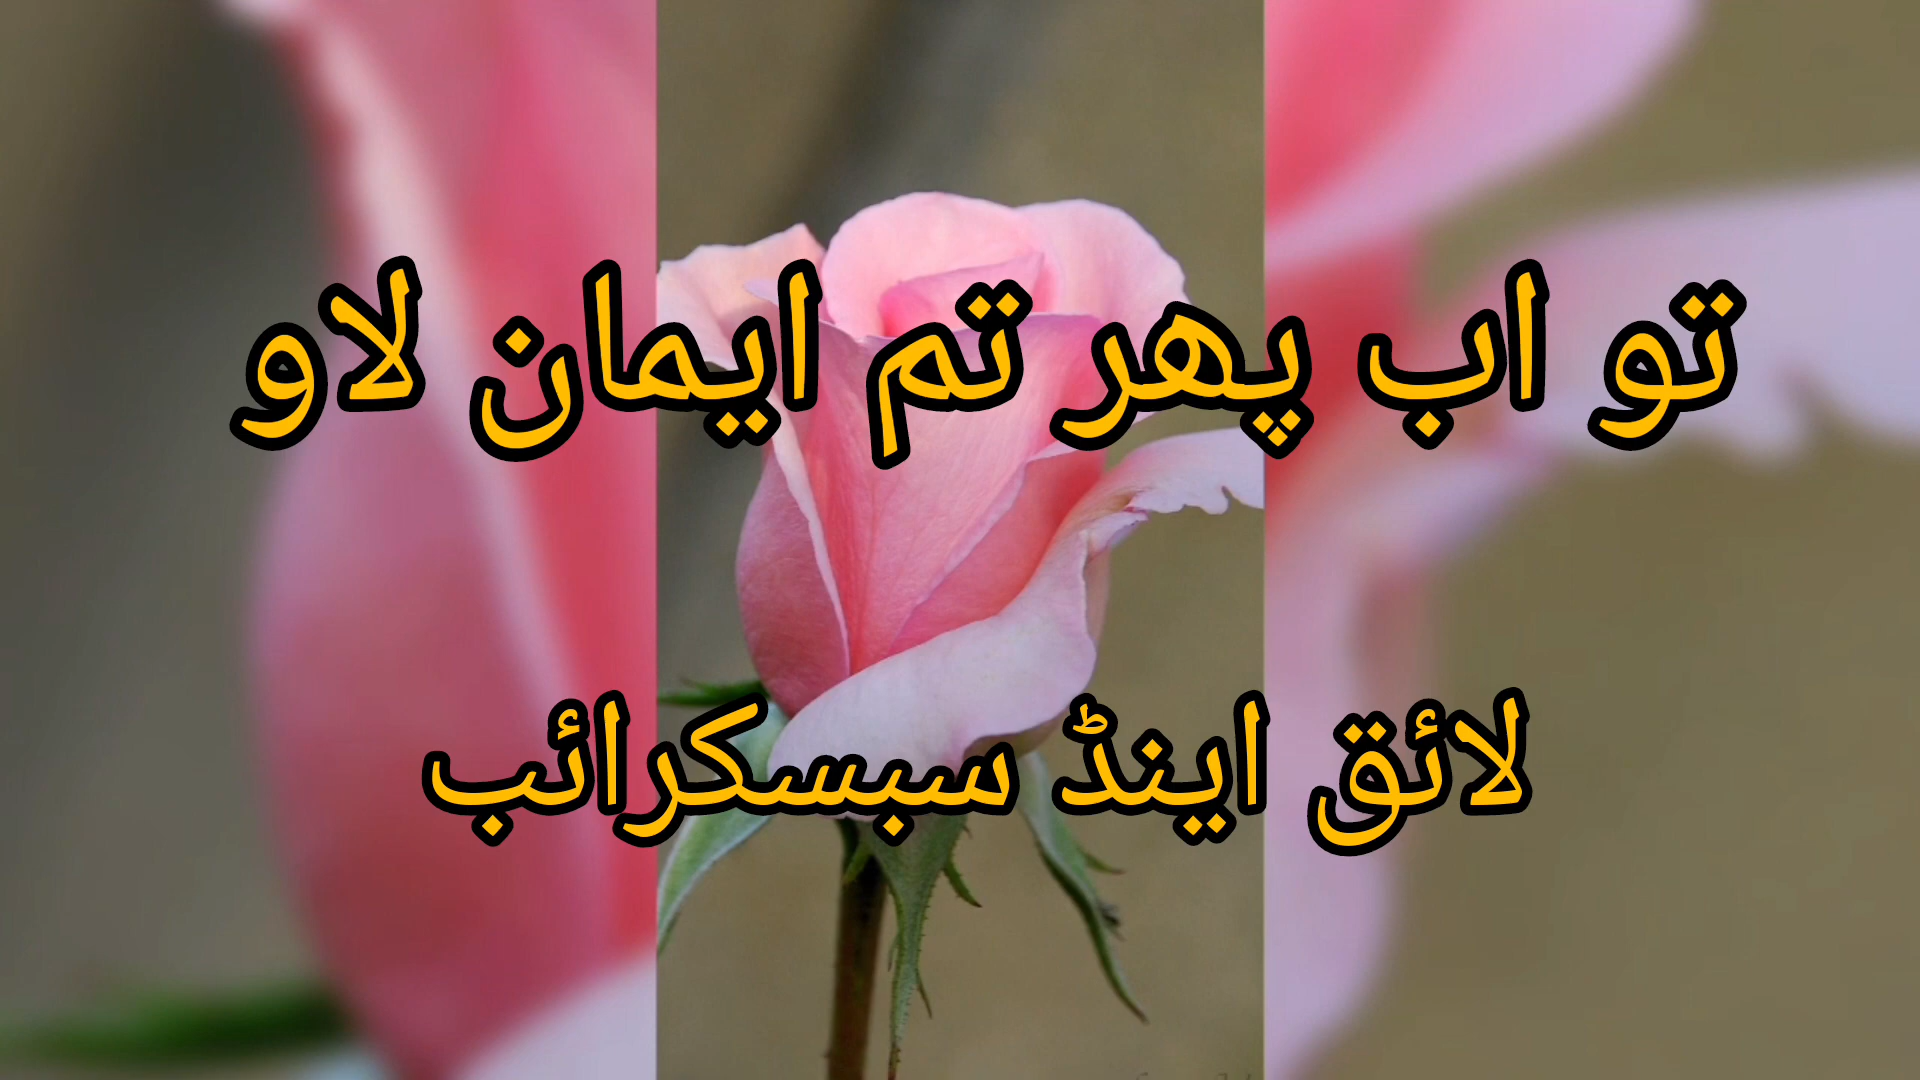 تو اب پھر تم ایمان لاو
لائق اینڈ سبسکرائب